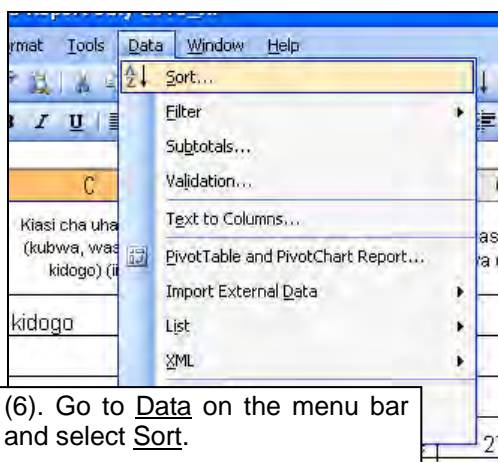 Format Tools Data Window Help
Sort...
I U
Filter
Subtotals...
C
Validation...
Text to Columns...
Kiasi cha uha
(kubwa, was
kidogo) (ii
PivotTable and PivotChart Report...
Import External Data
kidogo
List
XML
(6). Go to Data on the menu bar
and select Sort.